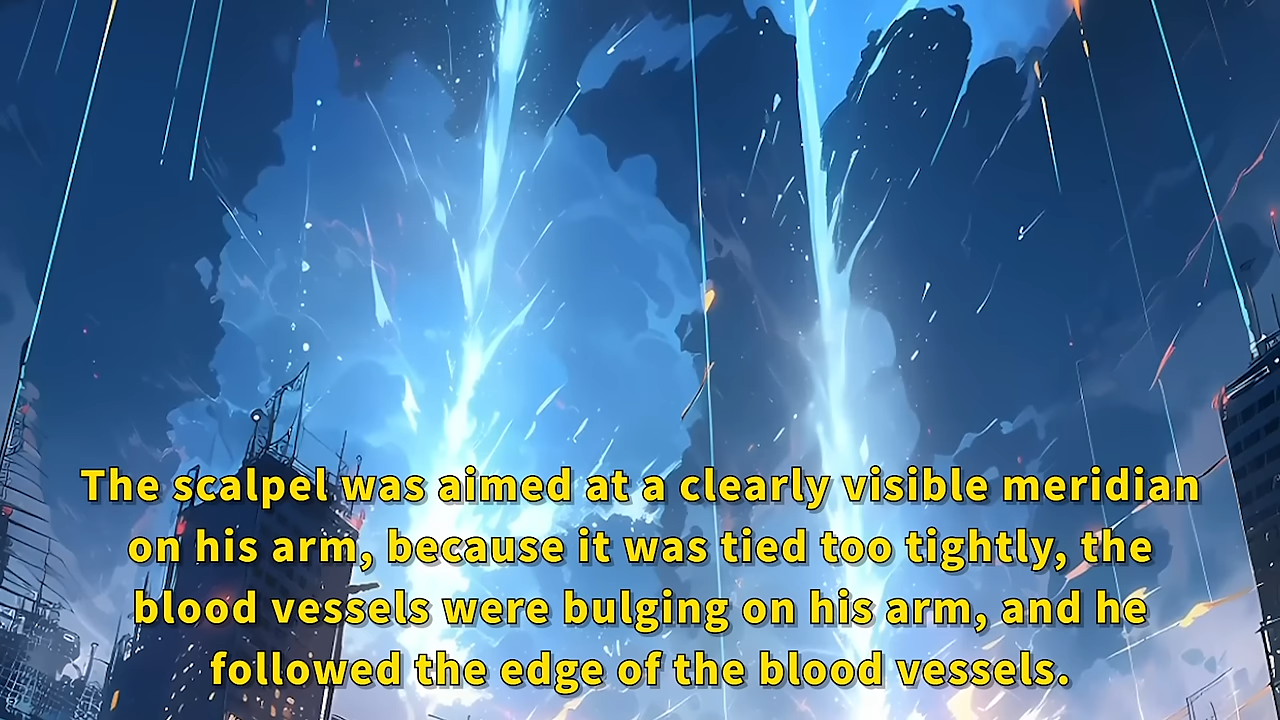 The scalpel was aimed at a clearly visible meridian
on his arm, because it was tied too tightly, the
blood vessels were bulging on his arm, and he
followed the edge of the blood vessels.